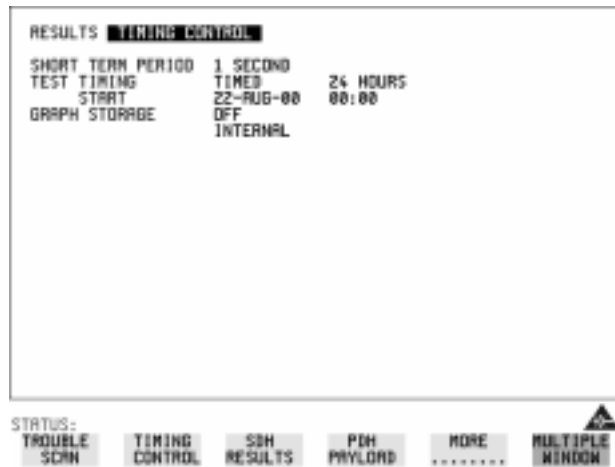 RESULTS TIMING CONTROL
SHORT TERM PERIOD 1 SECOND
TEST TIMING TIMED 24 HOURS
START 22-AUG-00 00:00
GRAPH STORAGE OFF
INTERNAL
STATUS:
TROUBLE SCAN
TIMING CONTROL
SDH RESULTS
PDH PAYLOAD
MORE ........
MULTIPLE WINDOW